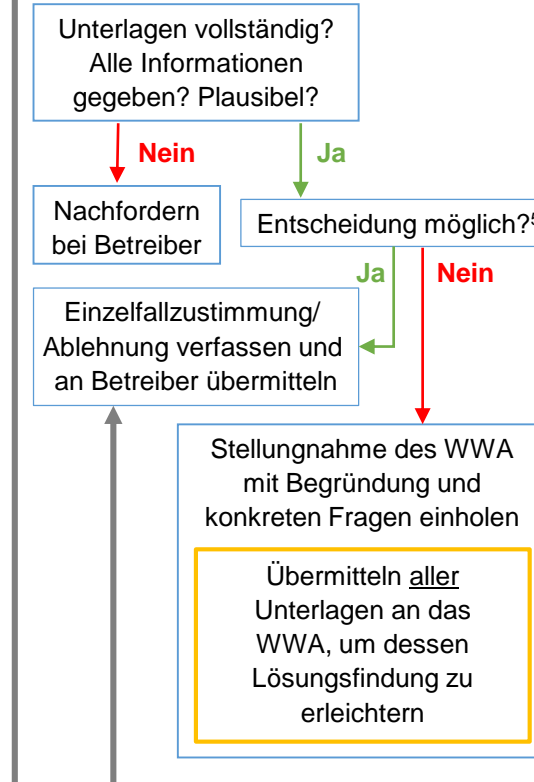 Unterlagen vollständig?
Alle Informationen
gegeben? Plausibel?
Nein
Ja
Nachfordern
bei Betreiber
Entscheidung möglich?⁵
Ja
Nein
Einzelfallzustimmung/
Ablehnung verfassen und
an Betreiber übermitteln
Stellungnahme des WWA
mit Begründung und
konkreten Fragen einholen
Übermitteln aller
Unterlagen an das
WWA, um dessen
Lösungsfindung zu
erleichtern